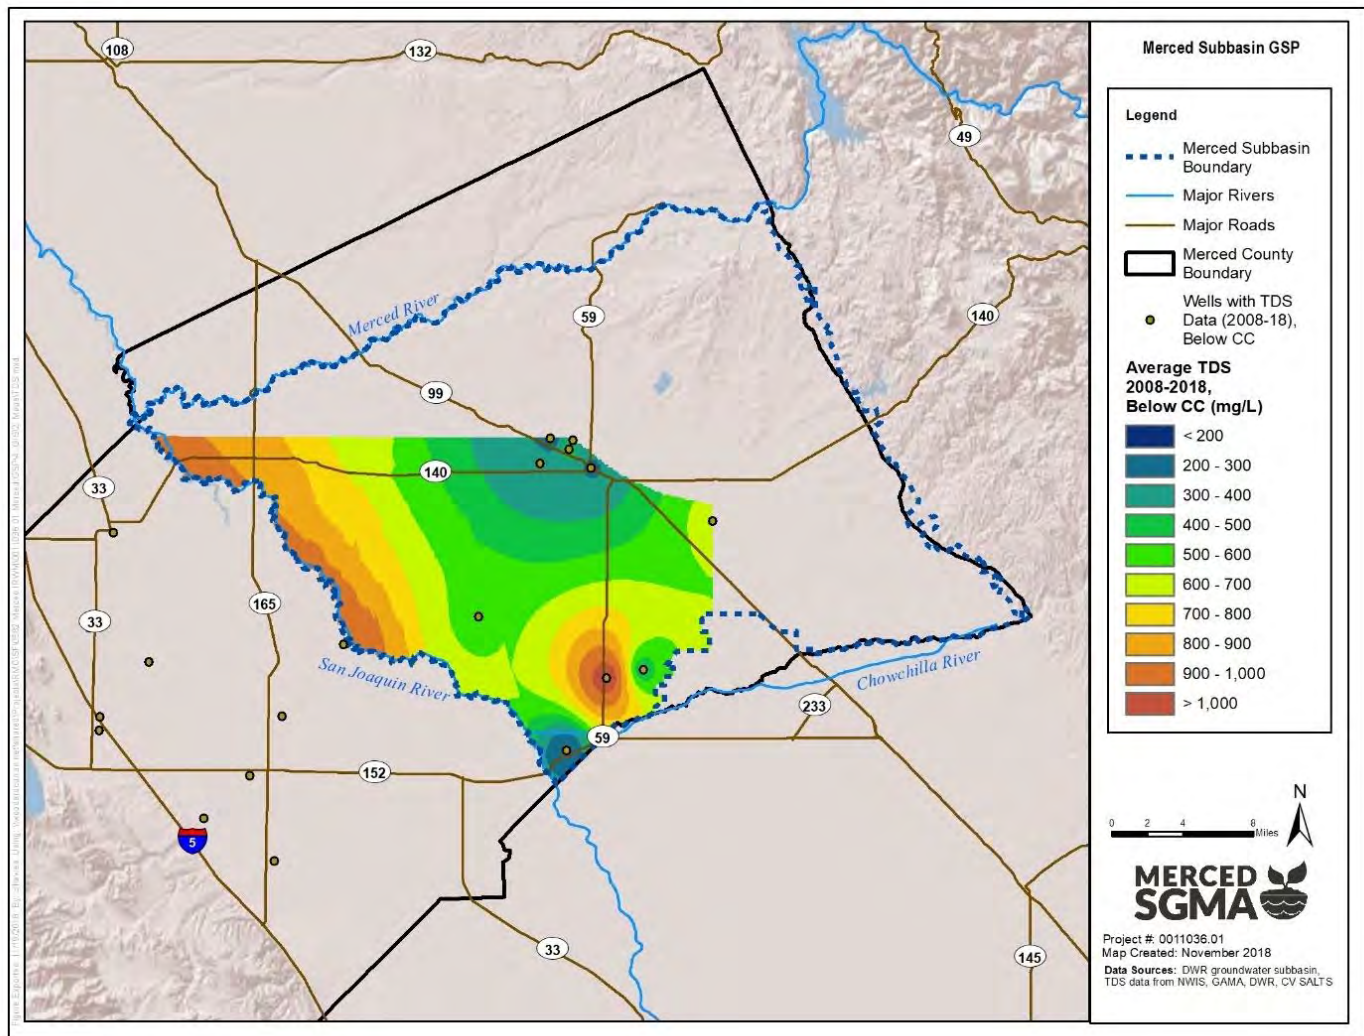 Merced Subbasin GSP
Legend
Merced Subbasin
Boundary
Major Rivers
Major Roads
Merced County
Boundary
Wells with TDS
Data (2008-18),
Below CC
Average TDS
2008-2018,
Below CC (mg/L)
< 200
200 - 300
300 - 400
400 - 500
500 - 600
600 - 700
700 - 800
800 - 900
900 - 1,000
> 1,000
N
0 2 4 8
Miles
MERCED
SGMA
Project #: 0011036.01
Map Created: November 2018
Data Sources: DWR groundwater subbasin,
TDS data from NWIS, GAMA, DWR, CV SALTS
108
132
49
Merced River
59
140
99
140
33
165
33
San Joaquin River
Chowchilla River
233
59
152
5
33
145